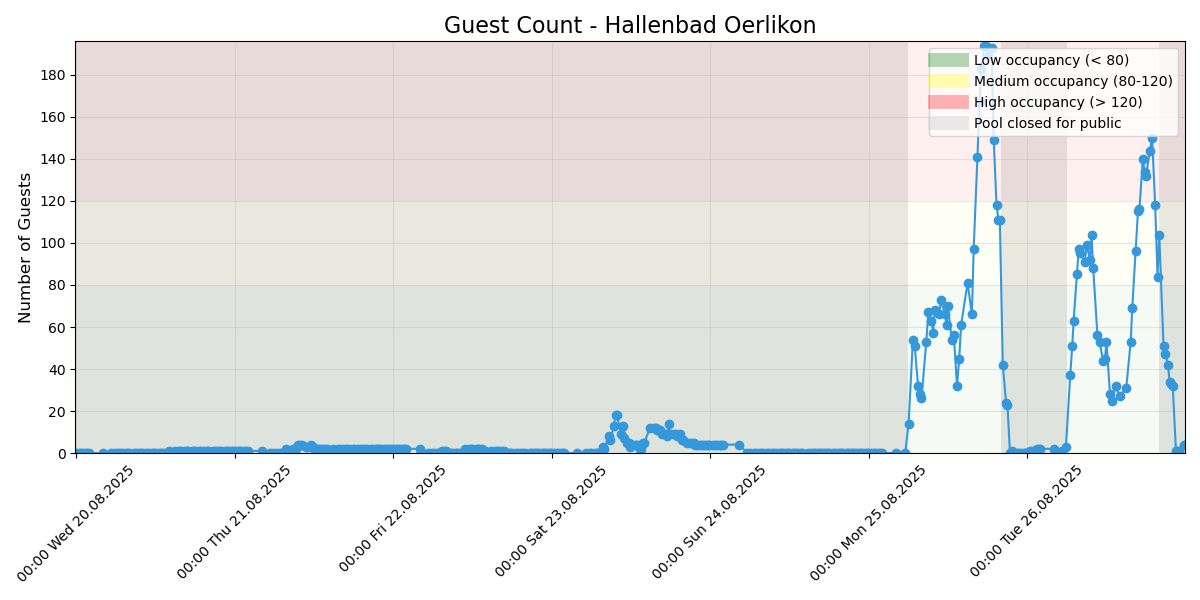 Guest Count - Hallenbad Oerlikon
Low occupancy (< 80)
Medium occupancy (80-120)
High occupancy (> 120)
Pool closed for public
Number of Guests
180
160
140
120
100
80
60
40
20
0
00:00 Wed 20.08.2025
00:00 Thu 21.08.2025
00:00 Fri 22.08.2025
00:00 Sat 23.08.2025
00:00 Sun 24.08.2025
00:00 Mon 25.08.2025
00:00 Tue 26.08.2025